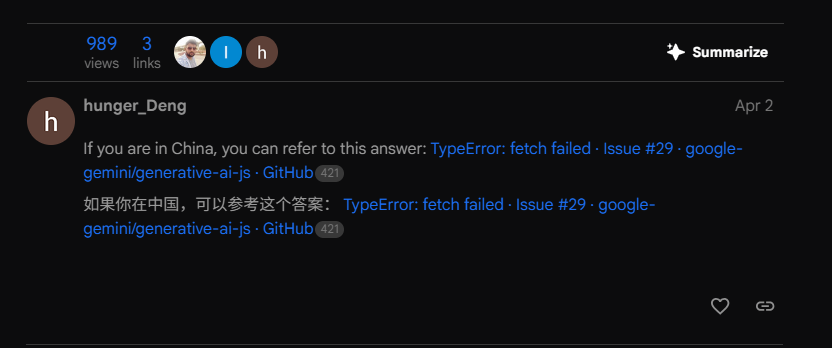 989 3
views links l h Summarize
h hunger_Deng Apr 2
If you are in China, you can refer to this answer: TypeError: fetch failed · Issue #29 · google-
gemini/generative-ai-js · GitHub 421
如果你在中国，可以参考这个答案： TypeError: fetch failed · Issue #29 · google-
gemini/generative-ai-js · GitHub 421